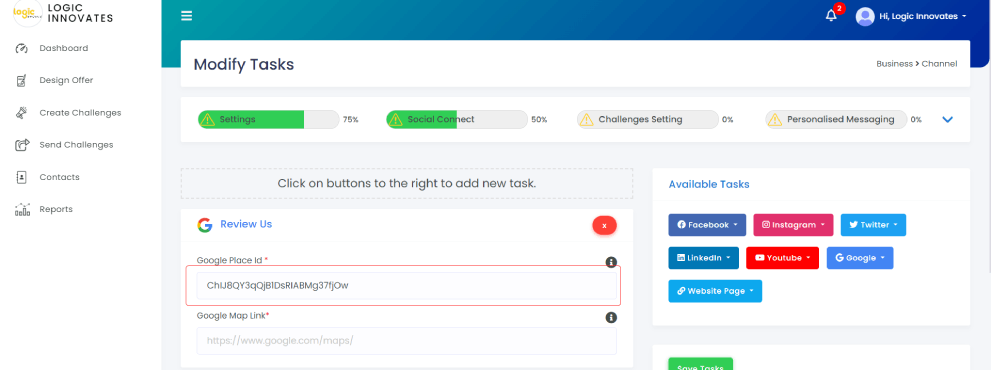 logic
LOGIC
INNOVATES
2
Hi, Logic Innovates
Dashboard
Design Offer
Create Challenges
Send Challenges
Contacts
Reports
Modify Tasks
Business > Channel
Settings 75%
Social Connect 50%
Challenges Setting 0%
Personalised Messaging 0%
Click on buttons to the right to add new task.
Review Us
x
Google Place Id *
ChIJ8QY3qQjB1DsRIABMg37fjOw
Google Map Link*
https://www.google.com/maps/
Available Tasks
Facebook
Instagram
Twitter
LinkedIn
Youtube
Google
Website Page
Save Tasks